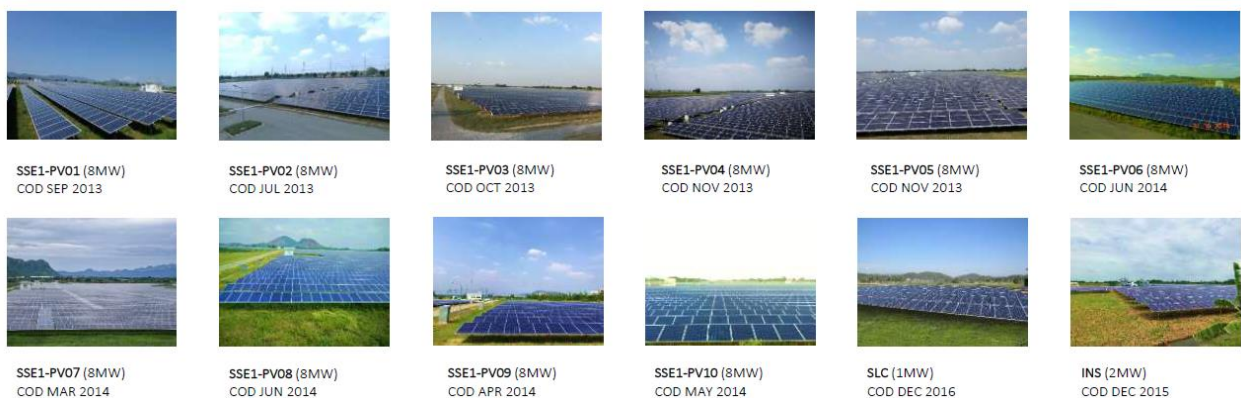 SSE1-PV01 (8MW)
COD SEP 2013
SSE1-PV02 (8MW)
COD JUL 2013
SSE1-PV03 (8MW)
COD OCT 2013
SSE1-PV04 (8MW)
COD NOV 2013
SSE1-PV05 (8MW)
COD NOV 2013
SSE1-PV06 (8MW)
COD JUN 2014
SSE1-PV07 (8MW)
COD MAR 2014
SSE1-PV08 (8MW)
COD JUN 2014
SSE1-PV09 (8MW)
COD APR 2014
SSE1-PV10 (8MW)
COD MAY 2014
SLC (1MW)
COD DEC 2016
INS (2MW)
COD DEC 2015